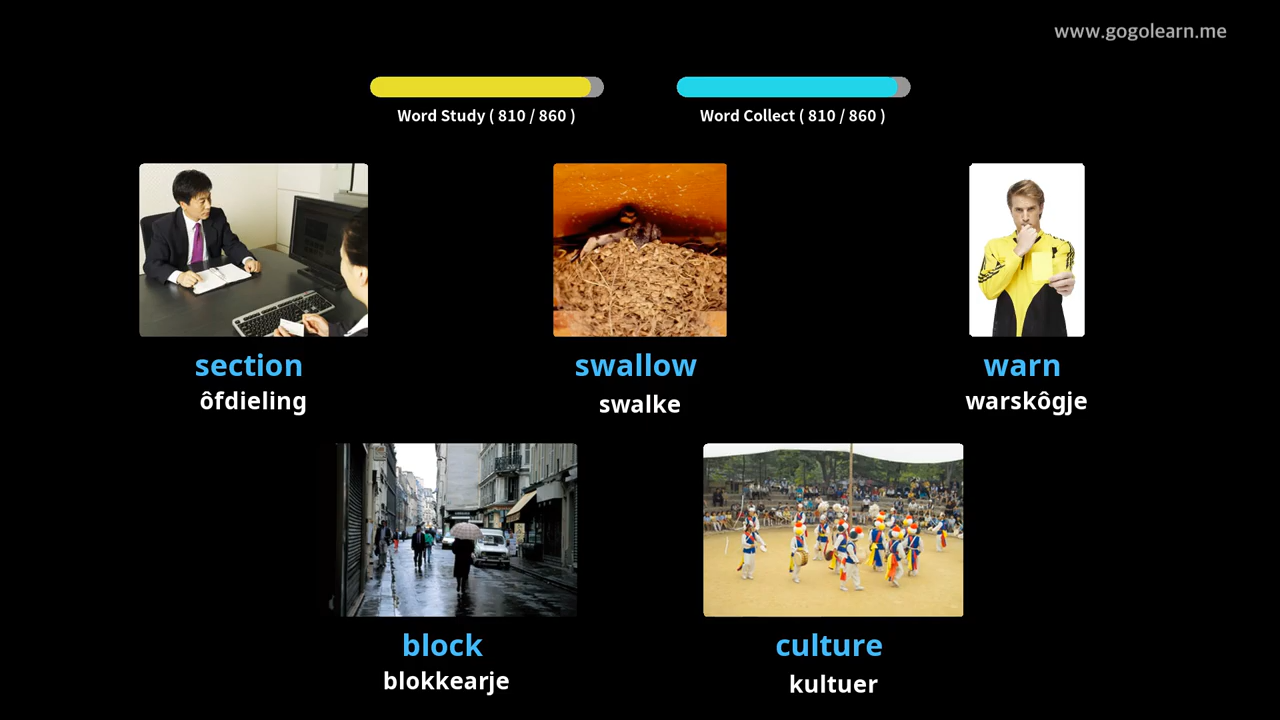 www.gogolearn.me
Word Study ( 810 / 860 )
Word Collect ( 810 / 860 )
section
ôfdieling
swallow
swalke
warn
warskôgje
block
blokkearje
culture
kultuer